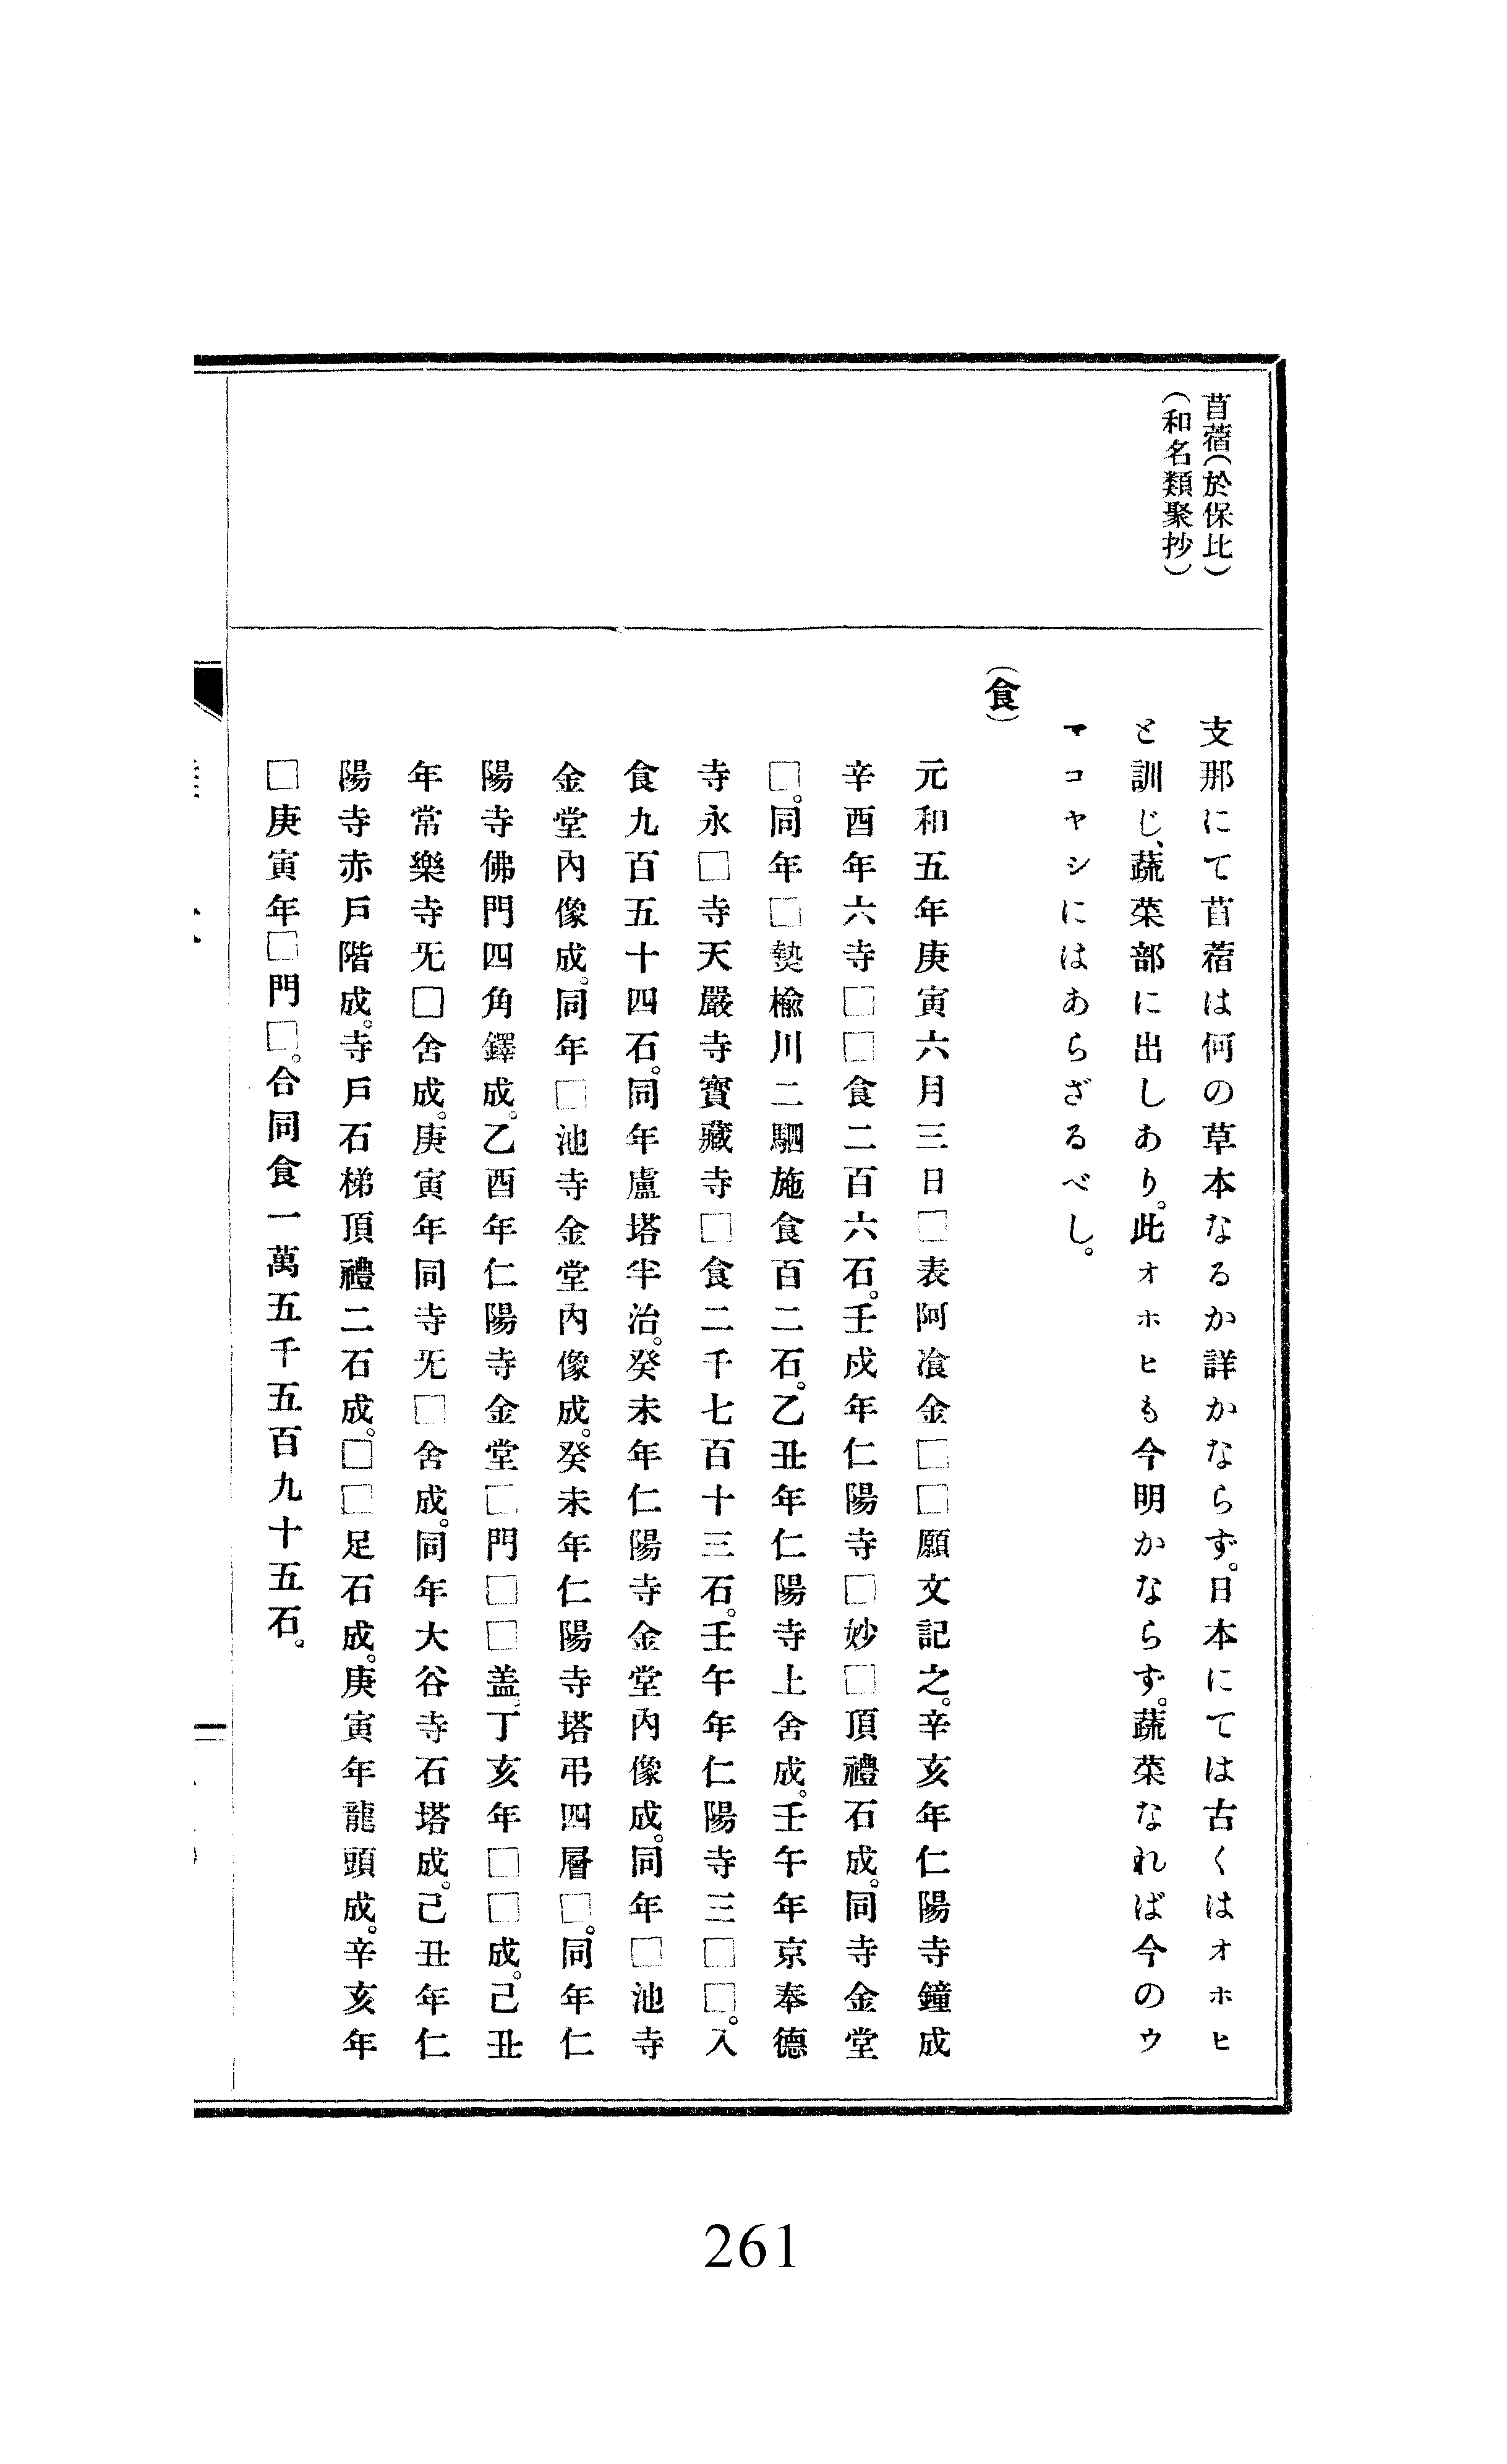 苜蓿(於保比)
(和名類聚抄)
支那にて苜蓿は何の草本なるか詳かならず。日本にては古くはオホヒ
と訓じ、蔬菜部に出しあり。此オホヒも今明かならず。蔬菜なれば今のウ
マコヤシにはあらざるべし。
(食)
元和五年庚寅六月三日□表阿飡金□□願文記之。辛亥年仁陽寺鐘成
辛酉年六寺□□食二百六石。壬戍年仁陽寺□妙□頂禮石成。同寺金堂
□。同年□㙯楡川二駟施食百二石。乙丑年仁陽寺上舍成。壬午年京奉德
寺永□寺天嚴寺寶藏寺□食二千七百十三石。壬午年仁陽寺三□□。入
食九百五十四石。同年盧塔半治。癸未年仁陽寺金堂內像成。同年□池寺
金堂內像成。同年□池寺金堂內像成。癸未年仁陽寺塔弔四層□。同年仁
陽寺佛門四角鐸成。乙酉年仁陽寺金堂□門□□盖。丁亥年□□成。己丑
年常樂寺无□舍成。庚寅年同寺无□舍成。同年大谷寺石塔成。己丑年仁
陽寺赤戶階成。寺戶石梯頂禮二石成。□□足石成。庚寅年龍頭成。辛亥年
□庚寅年□門□。合同食一萬五千五百九十五石。
261